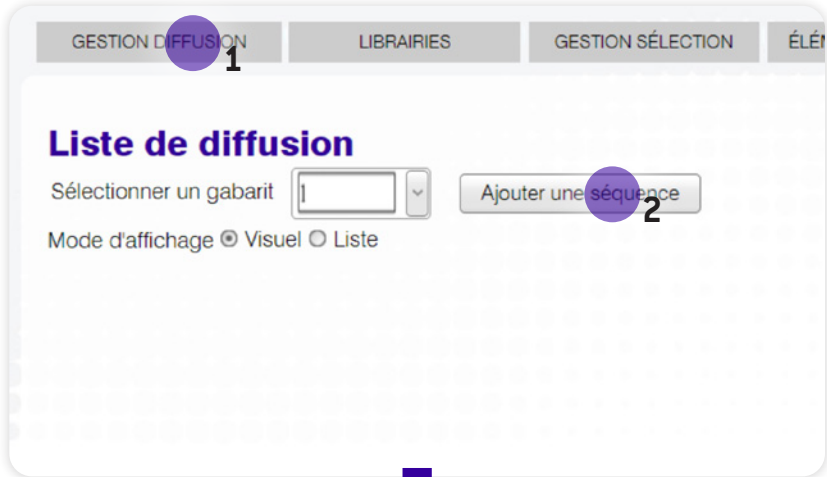 GESTION DIFFUSION LIBRAIRIES GESTION SÉLECTION
1
Liste de diffusion
Sélectionner un gabarit 1 Ajouter une séquence
2
Mode d'affichage Visuel Liste